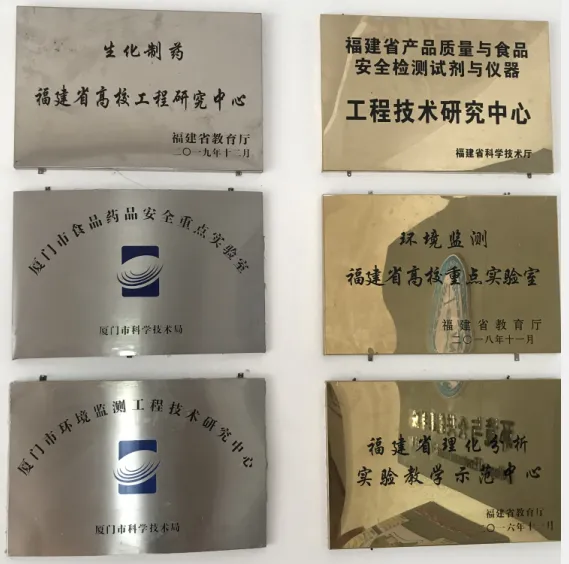 生化制药
福建省高校工程研究中心
福建省教育厅
二〇一九年十二月
福建省产品质量与食品
安全检测试剂与仪器
工程技术研究中心
福建省科学技术厅
厦门市食品药品安全重点实验室
厦门市科学技术局
环境监测
福建省高校重点实验室
福建省教育厅
二〇一八年十一月
厦门市环境监测工程技术研究中心
厦门市科学技术局
福建省理化分析
实验教学示范中心
福建省教育厅
二〇一六年十二月